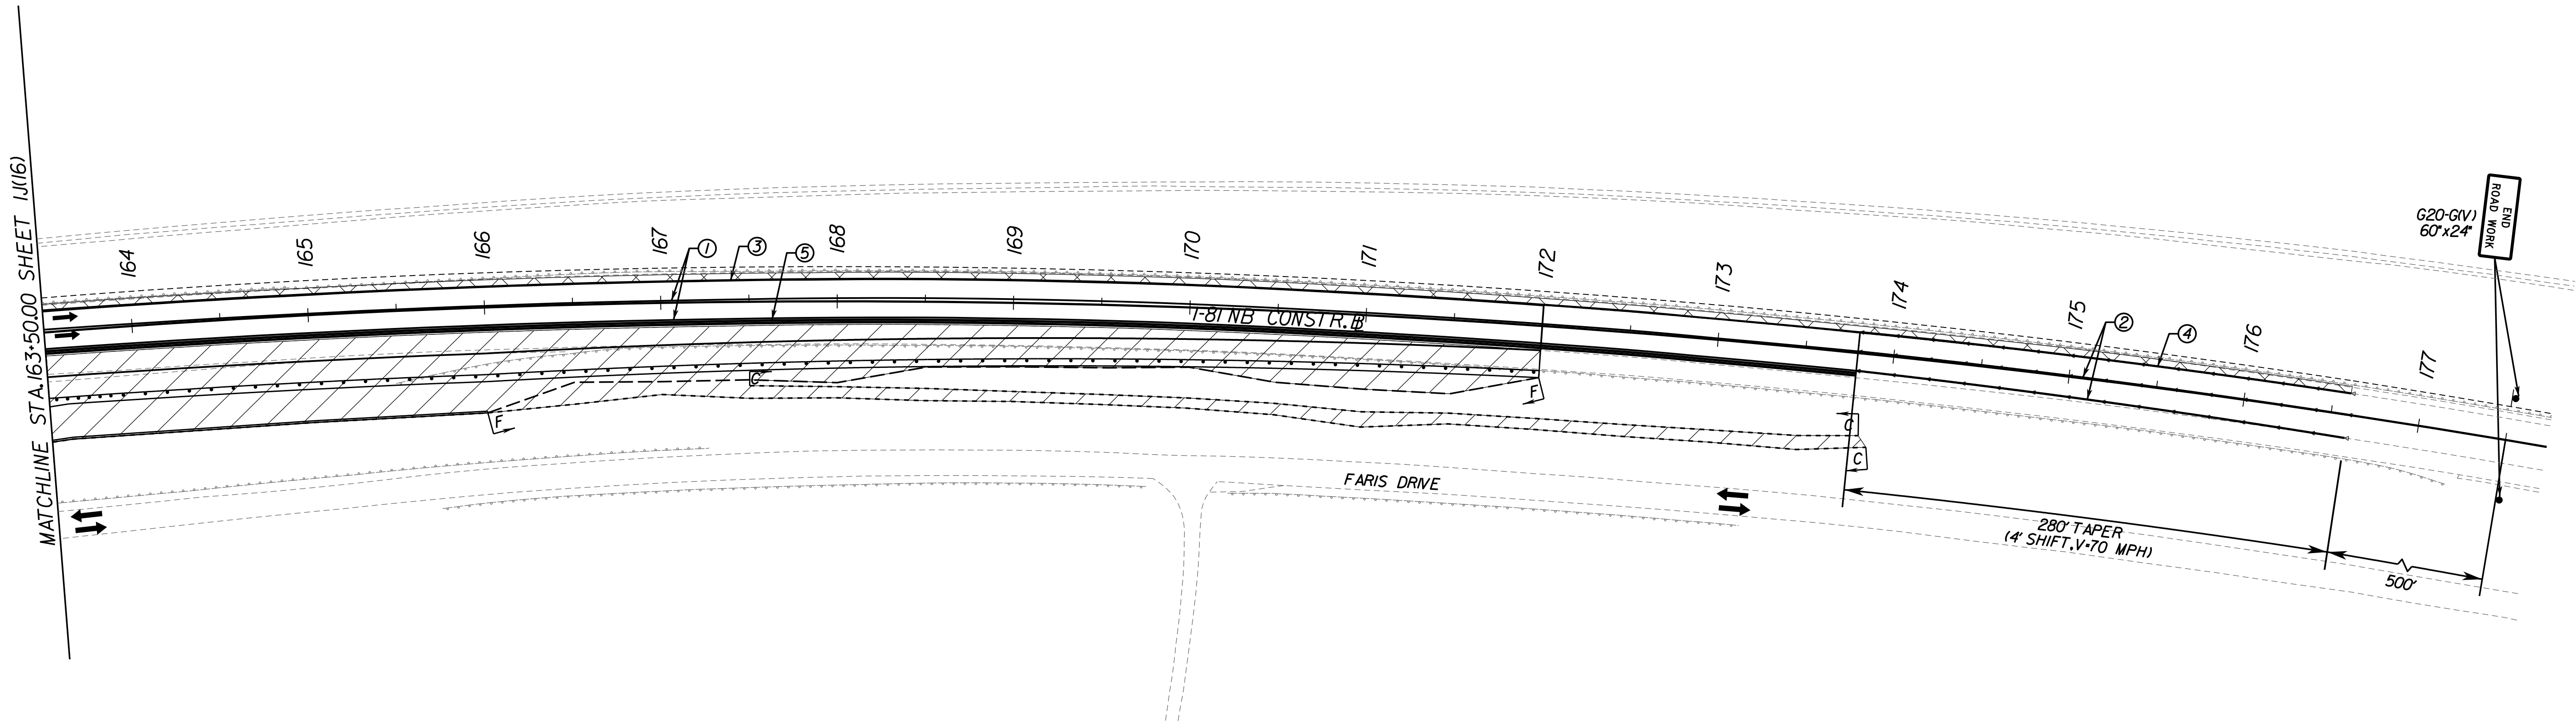 MATCHLINE STA. 163+50.00 SHEET 1J(16)
164
165
166
167
168
169
170
171
172
173
174
175
176
177
1
3
5
2
4
I-81 NB CONSTR. BL
G20-G(V)
60"x24"
END
ROAD WORK
C
F
F
C
C
FARIS DRIVE
280' TAPER
(4' SHIFT, V=70 MPH)
500'